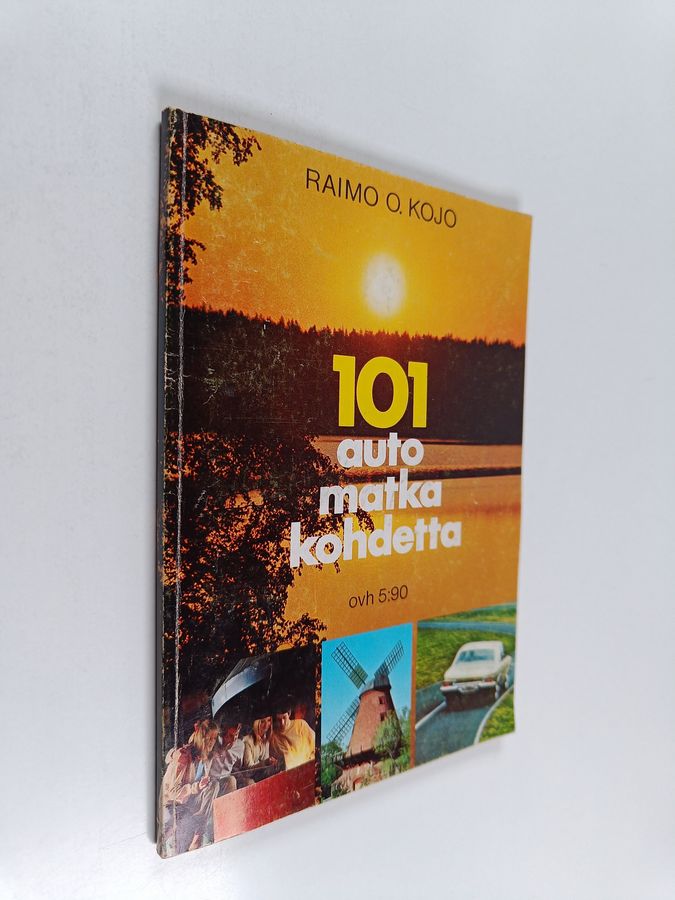 RAIMO O. KOJO
101
auto
matka
kohdetta
ovh 5:90